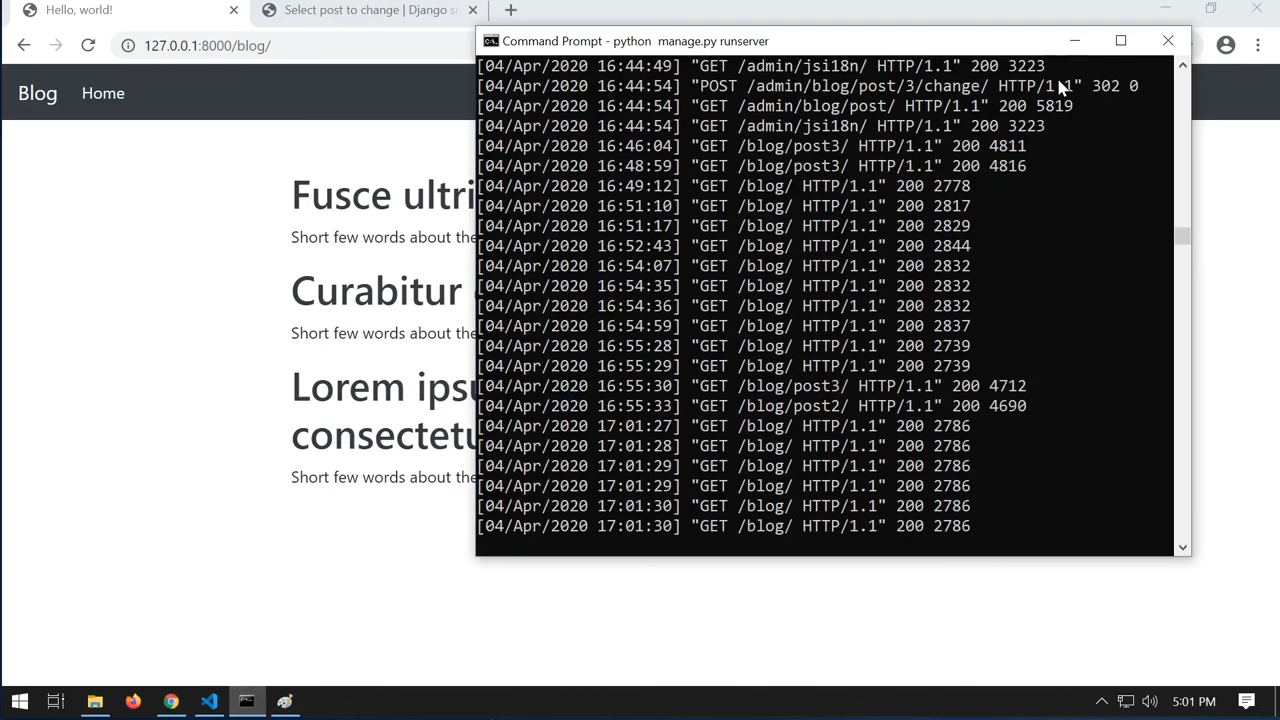 Hello, world!
Select post to change | Django si
127.0.0.1:8000/blog/
Blog
Home
Fusce ultri
Short few words about the
Curabitur
Short few words about the
Lorem ipsu
consectetu
Short few words about the
Command Prompt - python  manage.py runserver
[04/Apr/2020 16:44:49] "GET /admin/jsi18n/ HTTP/1.1" 200 3223
[04/Apr/2020 16:44:54] "POST /admin/blog/post/3/change/ HTTP/1.1" 302 0
[04/Apr/2020 16:44:54] "GET /admin/blog/post/ HTTP/1.1" 200 5819
[04/Apr/2020 16:44:54] "GET /admin/jsi18n/ HTTP/1.1" 200 3223
[04/Apr/2020 16:46:04] "GET /blog/post3/ HTTP/1.1" 200 4811
[04/Apr/2020 16:48:59] "GET /blog/post3/ HTTP/1.1" 200 4816
[04/Apr/2020 16:49:12] "GET /blog/ HTTP/1.1" 200 2778
[04/Apr/2020 16:51:10] "GET /blog/ HTTP/1.1" 200 2817
[04/Apr/2020 16:51:17] "GET /blog/ HTTP/1.1" 200 2829
[04/Apr/2020 16:52:43] "GET /blog/ HTTP/1.1" 200 2844
[04/Apr/2020 16:54:07] "GET /blog/ HTTP/1.1" 200 2832
[04/Apr/2020 16:54:35] "GET /blog/ HTTP/1.1" 200 2832
[04/Apr/2020 16:54:36] "GET /blog/ HTTP/1.1" 200 2832
[04/Apr/2020 16:54:59] "GET /blog/ HTTP/1.1" 200 2837
[04/Apr/2020 16:55:28] "GET /blog/ HTTP/1.1" 200 2739
[04/Apr/2020 16:55:29] "GET /blog/ HTTP/1.1" 200 2739
[04/Apr/2020 16:55:30] "GET /blog/post3/ HTTP/1.1" 200 4712
[04/Apr/2020 16:55:33] "GET /blog/post2/ HTTP/1.1" 200 4690
[04/Apr/2020 17:01:27] "GET /blog/ HTTP/1.1" 200 2786
[04/Apr/2020 17:01:28] "GET /blog/ HTTP/1.1" 200 2786
[04/Apr/2020 17:01:29] "GET /blog/ HTTP/1.1" 200 2786
[04/Apr/2020 17:01:29] "GET /blog/ HTTP/1.1" 200 2786
[04/Apr/2020 17:01:30] "GET /blog/ HTTP/1.1" 200 2786
[04/Apr/2020 17:01:30] "GET /blog/ HTTP/1.1" 200 2786
5:01 PM